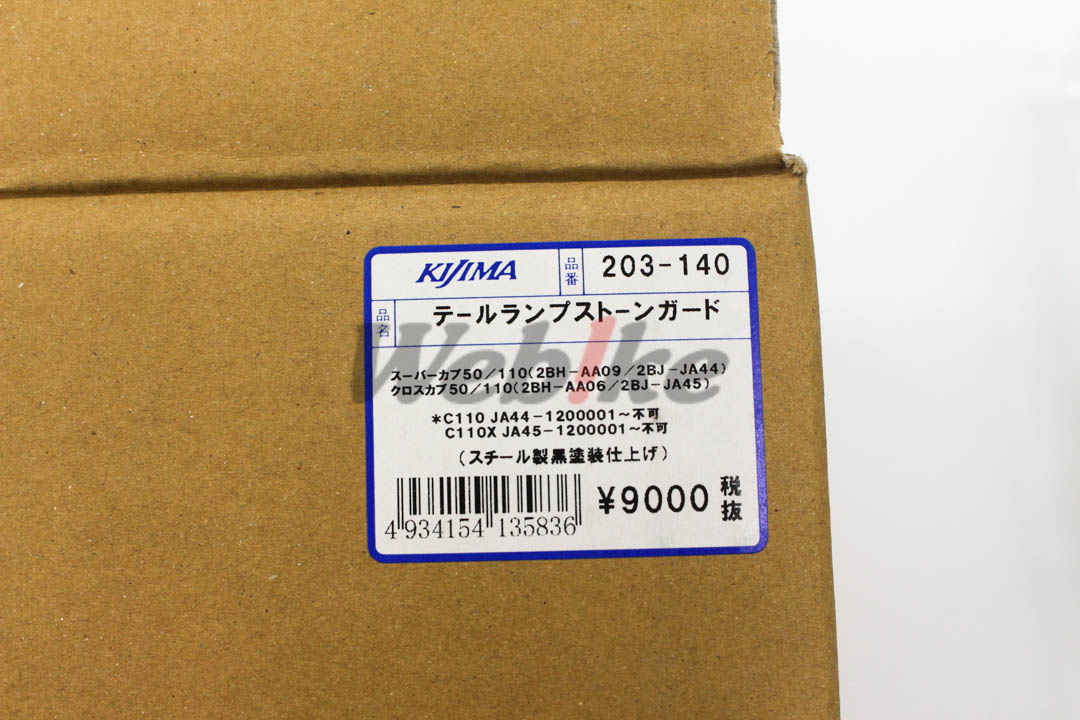 KIJIMA 品番 203-140
品名 テールランプストーンガード
Webike
スーパーカブ50/110(2BH-AA09/2BJ-JA44)
クロスカブ50/110(2BH-AA06/2BJ-JA45)
*C110 JA44-1200001~不可
C110X JA45-1200001~不可
(スチール製黒塗装仕上げ)
¥9000 税抜
4 934154 135836